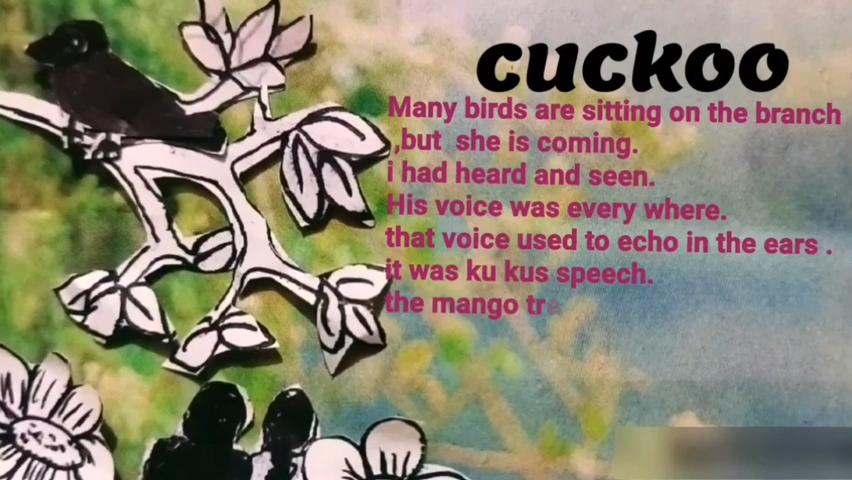 cuckoo
Many birds are sitting on the branch
,but she is coming.
i had heard and seen.
His voice was every where.
that voice used to echo in the ears .
it was ku kus speech.
the mango tre